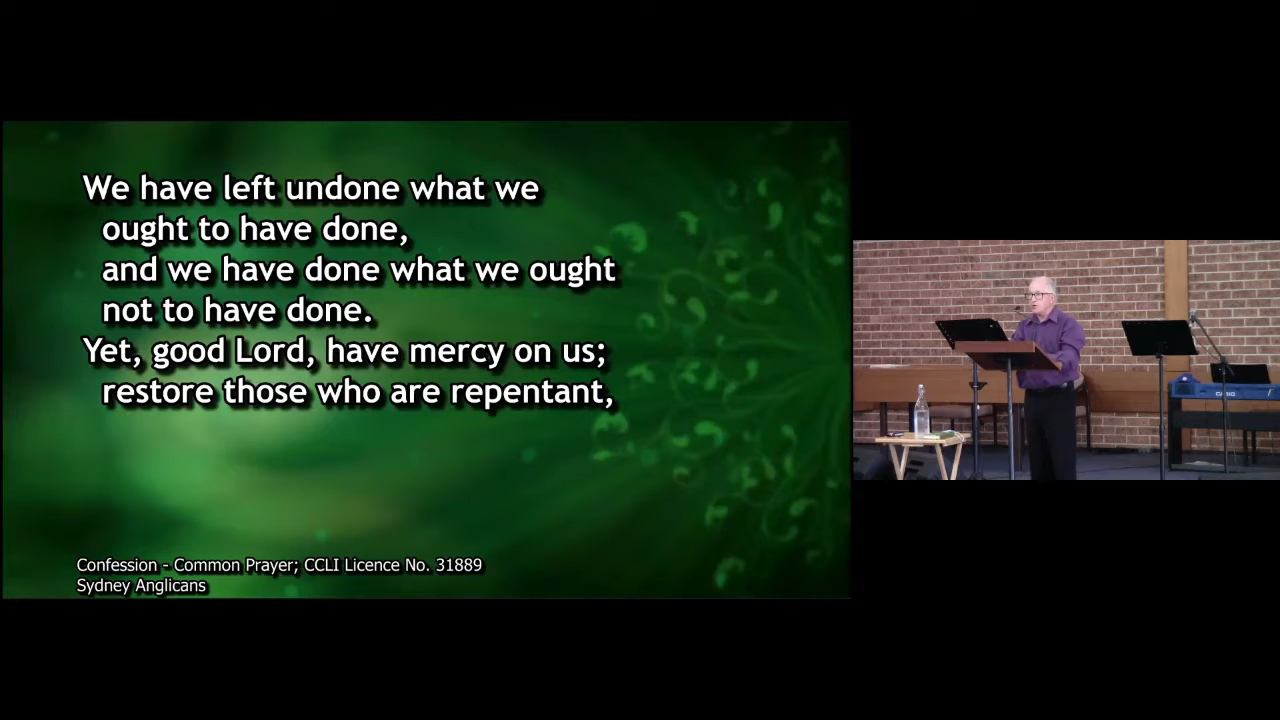 We have left undone what we
ought to have done,
and we have done what we ought
not to have done.
Yet, good Lord, have mercy on us;
restore those who are repentant,
Confession - Common Prayer; CCLI Licence No. 31889
Sydney Anglicans
CASIO